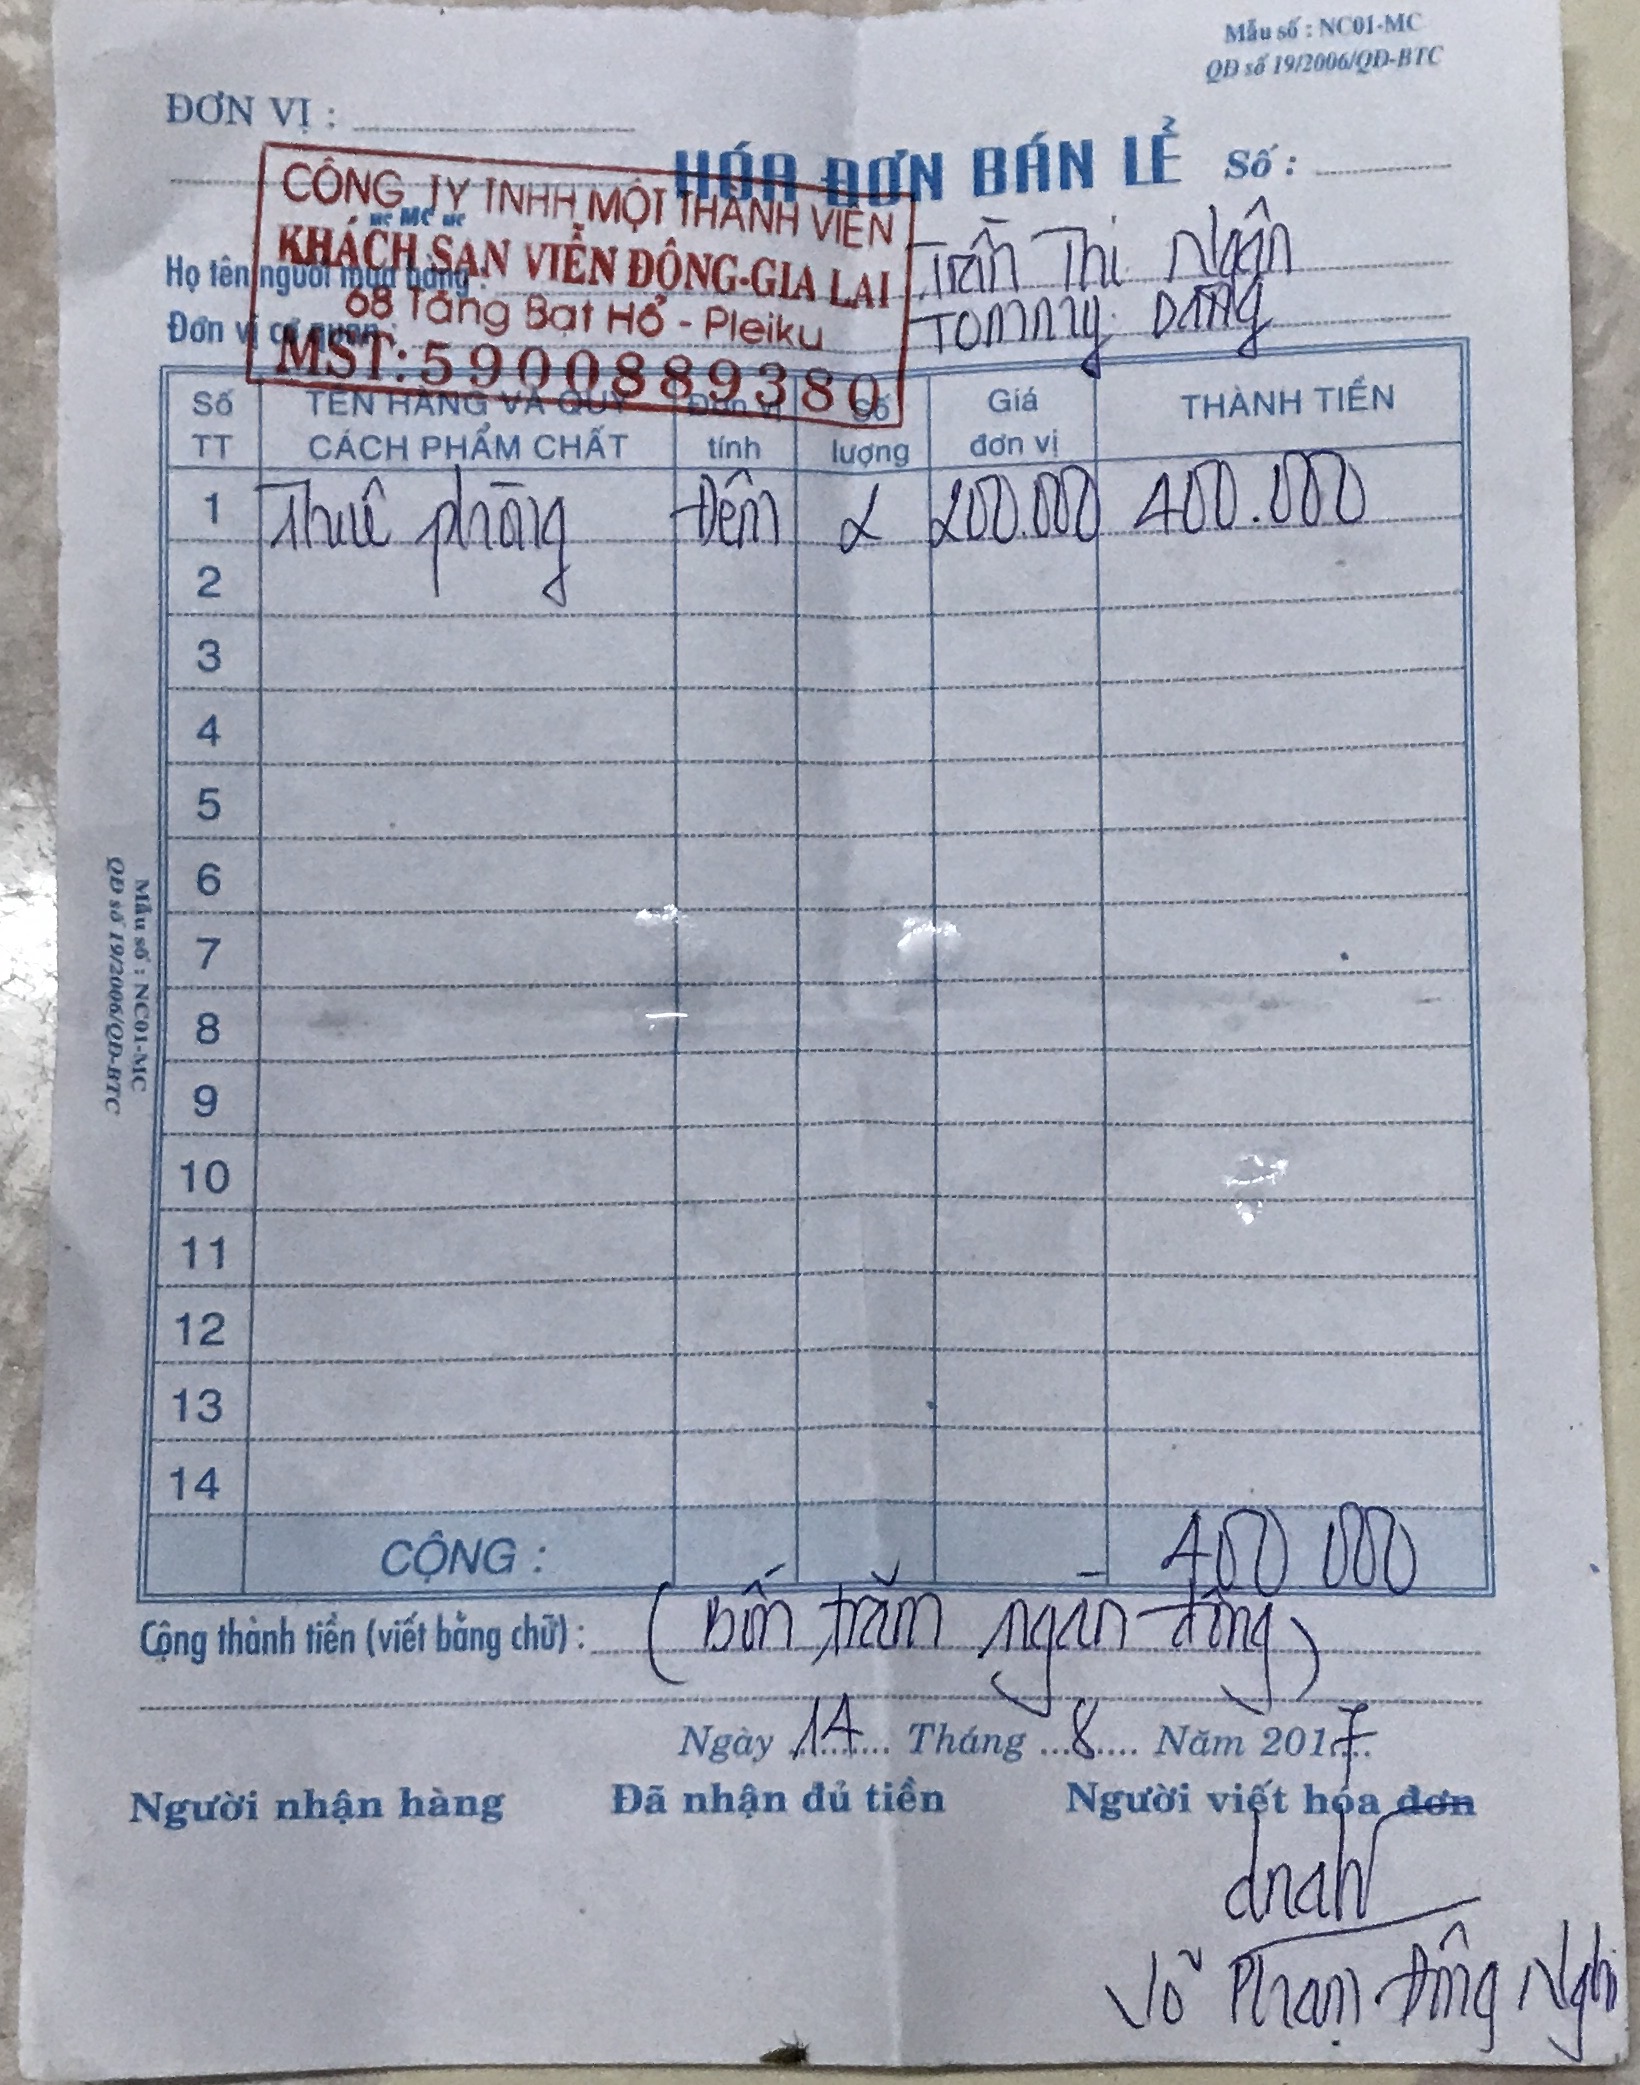 Mẫu số : NC01-MC
QĐ số 19/2006/QĐ-BTC
ĐƠN VỊ :
HÓA ĐƠN BÁN LẺ Số :
CÔNG TY TNHH MỘT THÀNH VIÊN
KHÁCH SẠN VIỄN ĐÔNG-GIA LAI
68 Tăng Bạt Hổ - Pleiku
MST: 5900889380
Họ tên người mua hàng : Trần Thị Ngân
Đơn vị cơ quan : Tommy Dang
Số TÊN HÀNG VÀ QUY Đơn vị Số Giá THÀNH TIỀN
TT CÁCH PHẨM CHẤT tính lượng đơn vị
1 Thuê phòng Đêm 2 200.000 400.000
2
3
4
5
6
7
8
9
10
11
12
13
14
CỘNG : 400 000
Cộng thành tiền (viết bằng chữ) : (Bốn trăm ngàn đồng)
Ngày 14 Tháng 8 Năm 2017
Người nhận hàng Đã nhận đủ tiền Người viết hóa đơn
Võ Phạm Đông Nghi
Mẫu số : NC01-MC
QĐ số 19/2006/QĐ-BTC